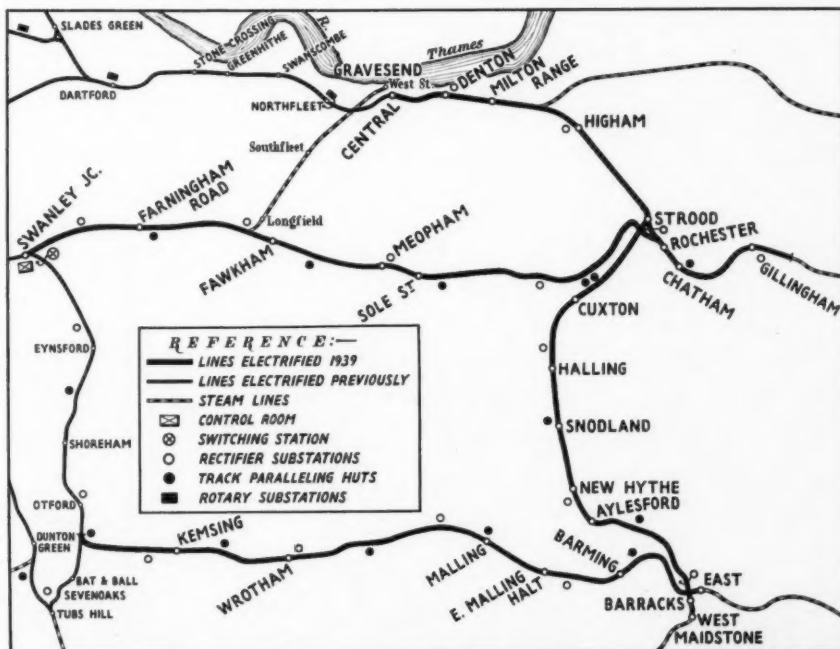 SLADES GREEN
STONE CROSSING
GREENHITHE
SWANSCOMBE
R.
Thames
GRAVESEND
West St.
DENTON
MILTON
RANGE
DARTFORD
NORTHFLEET
CENTRAL
HIGHAM
Southfleet
SWANLEY JC.
FARNINGHAM
ROAD
Longfield
MEOPHAM
STROOD
ROCHESTER
FAWKHAM
SOLE ST.
CHATHAM
GILLINGHAM
CUXTON
EYNSFORD
REFERENCE:—
LINES ELECTRIFIED 1939
LINES ELECTRIFIED PREVIOUSLY
STEAM LINES
CONTROL ROOM
SWITCHING STATION
RECTIFIER SUBSTATIONS
TRACK PARALLELING HUTS
ROTARY SUBSTATIONS
HALLING
SNODLAND
SHOREHAM
OTFORD
NEW HYTHE
AYLESFORD
DUNTON
GREEN
KEMSING
WROTHAM
MALLING
E. MALLING
HALT
BARMING
BAT & BALL
SEVENOAKS
TUBS HILL
EAST
BARRACKS
WEST
MAIDSTONE